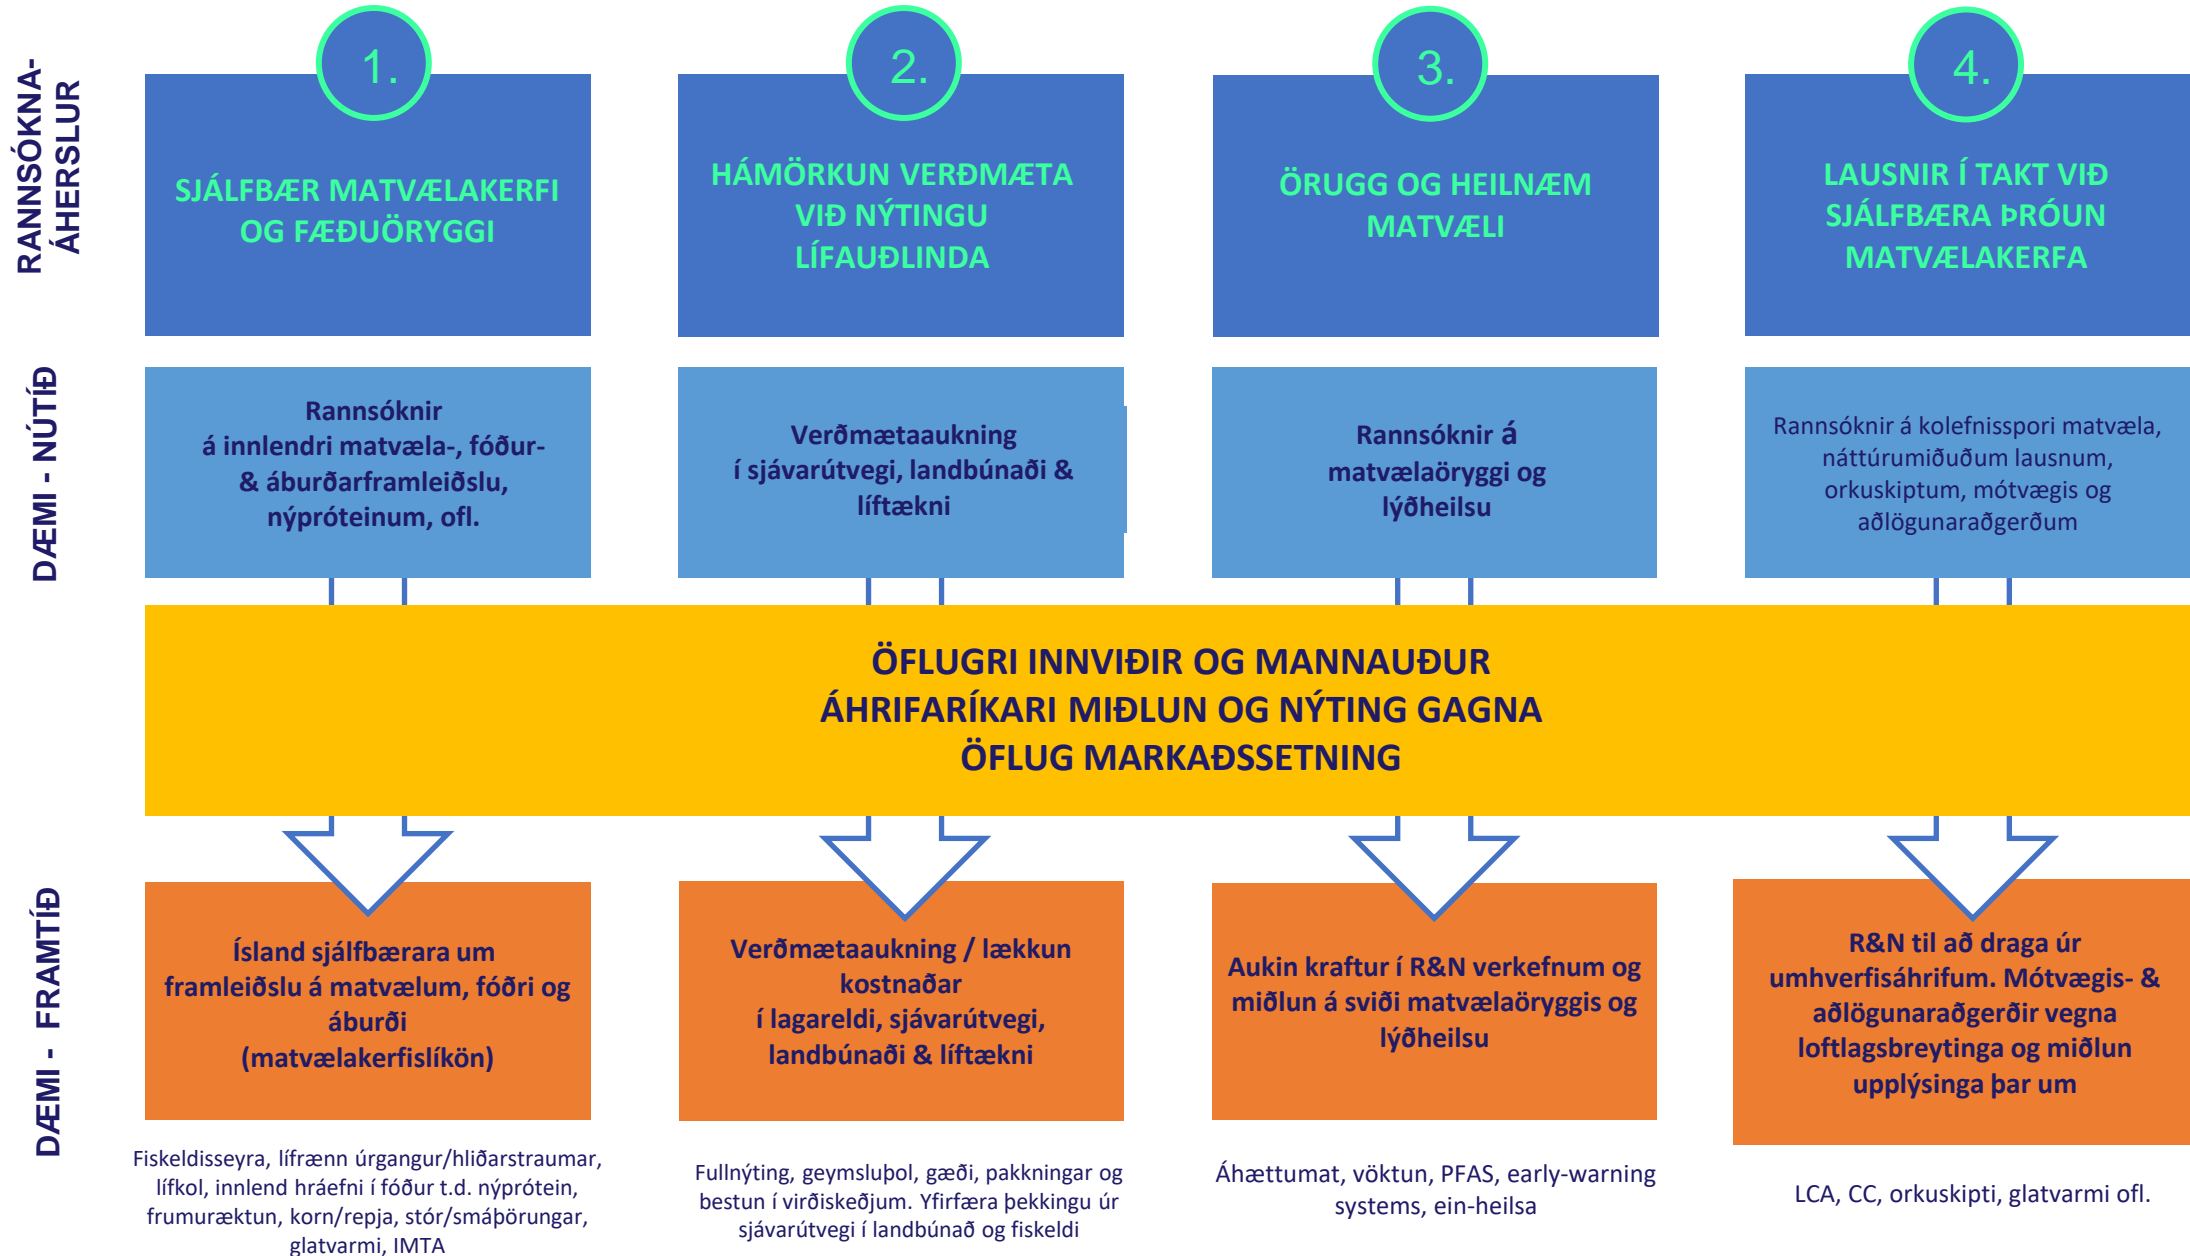 RANNSÓKNA-
ÁHERSLUR
1.
SJÁLFBÆR MATVÆLAKERFI
OG FÆÐUÖRYGGI
2.
HÁMÖRKUN VERÐMÆTA
VIÐ NÝTINGU
LÍFAUÐLINDA
3.
ÖRUGG OG HEILNÆM
MATVÆLI
4.
LAUSNIR Í TAKT VIÐ
SJÁLFBÆRA ÞRÓUN
MATVÆLAKERFA
DÆMI - NÚTÍÐ
Rannsóknir
á innlendri matvæla-, fóður-
& áburðarframleiðslu,
nýpróteinum, ofl.
Verðmætaaukning
í sjávarútvegi, landbúnaði &
líftækni
Rannsóknir á
matvælaöryggi og
lýðheilsu
Rannsóknir á kolefnisspori matvæla,
náttúrumiðuðum lausnum,
orkuskiptum, mótvægis og
aðlögunaraðgerðum
ÖFLUGRI INNVIÐIR OG MANNAUÐUR
ÁHRIFARÍKARI MIÐLUN OG NÝTING GAGNA
ÖFLUG MARKAÐSSETNING
DÆMI - FRAMTÍÐ
Ísland sjálfbærara um
framleiðslu á matvælum, fóðri og
áburði
(matvælakerfislíkön)
Verðmætaaukning / lækkun
kostnaðar
í lagareldi, sjávarútvegi,
landbúnaði & líftækni
Aukin kraftur í R&N verkefnum og
miðlun á sviði matvælaöryggis og
lýðheilsu
R&N til að draga úr
umhverfisáhrifum. Mótvægis- &
aðlögunaraðgerðir vegna
loftlagsbreytinga og miðlun
upplýsinga þar um
Fiskeldisseyra, lífrænn úrgangur/hliðarstraumar,
lífkol, innlend hráefni í fóður t.d. nýprótein,
frumuræktun, korn/repja, stór/smáþörungar,
glatvarmi, IMTA
Fullnýting, geymsluþol, gæði, pakkningar og
bestun í virðiskeðjum. Yfirfæra þekkingu úr
sjávarútvegi í landbúnað og fiskeldi
Áhættumat, vöktun, PFAS, early-warning
systems, ein-heilsa
LCA, CC, orkuskipti, glatvarmi ofl.